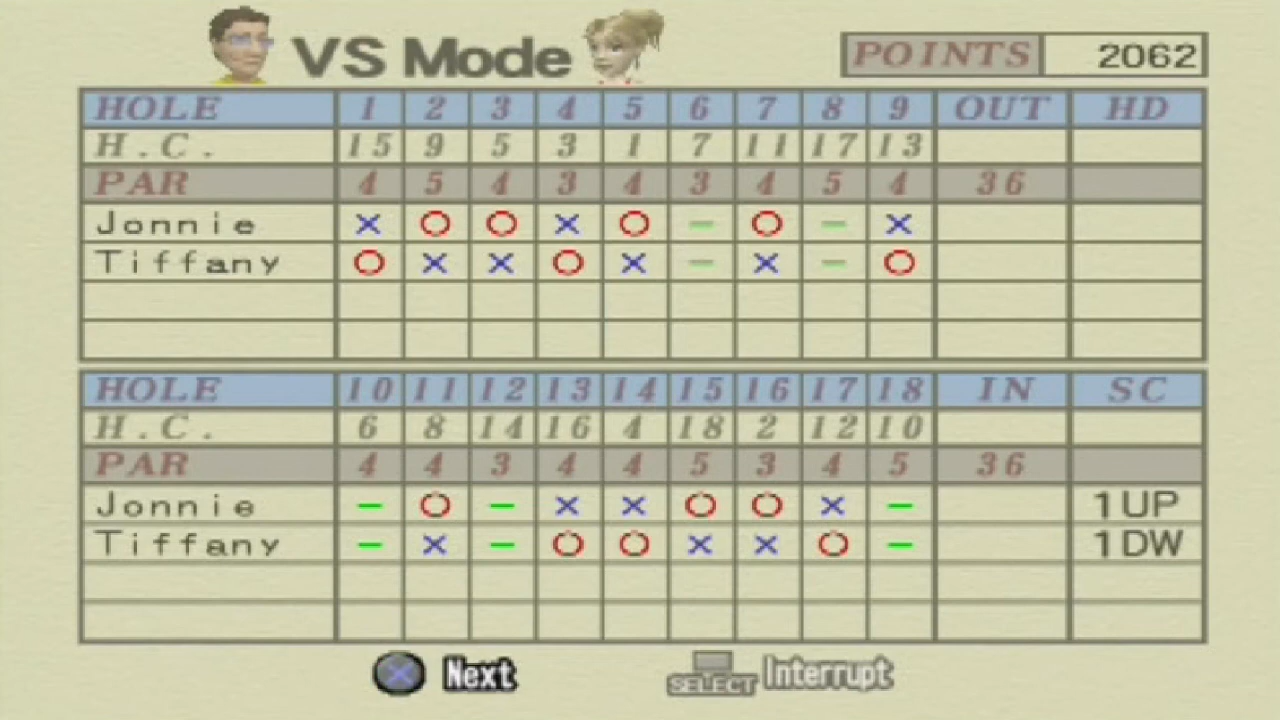 VS Mode POINTS 2062
HOLE 1 2 3 4 5 6 7 8 9 OUT HD
H.C. 15 9 5 3 1 7 11 17 13
PAR 4 5 4 3 4 3 4 5 4 36
Jonnie × ○ ○ × ○ - ○ - ×
Tiffany ○ × × ○ × - × - ○
HOLE 10 11 12 13 14 15 16 17 18 IN SC
H.C. 6 8 14 16 4 18 2 12 10
PAR 4 4 3 4 4 5 3 4 5 36
Jonnie - ○ - × × ○ ○ × - 1UP
Tiffany - × - ○ ○ × × ○ - 1DW
Next SELECT Interrupt